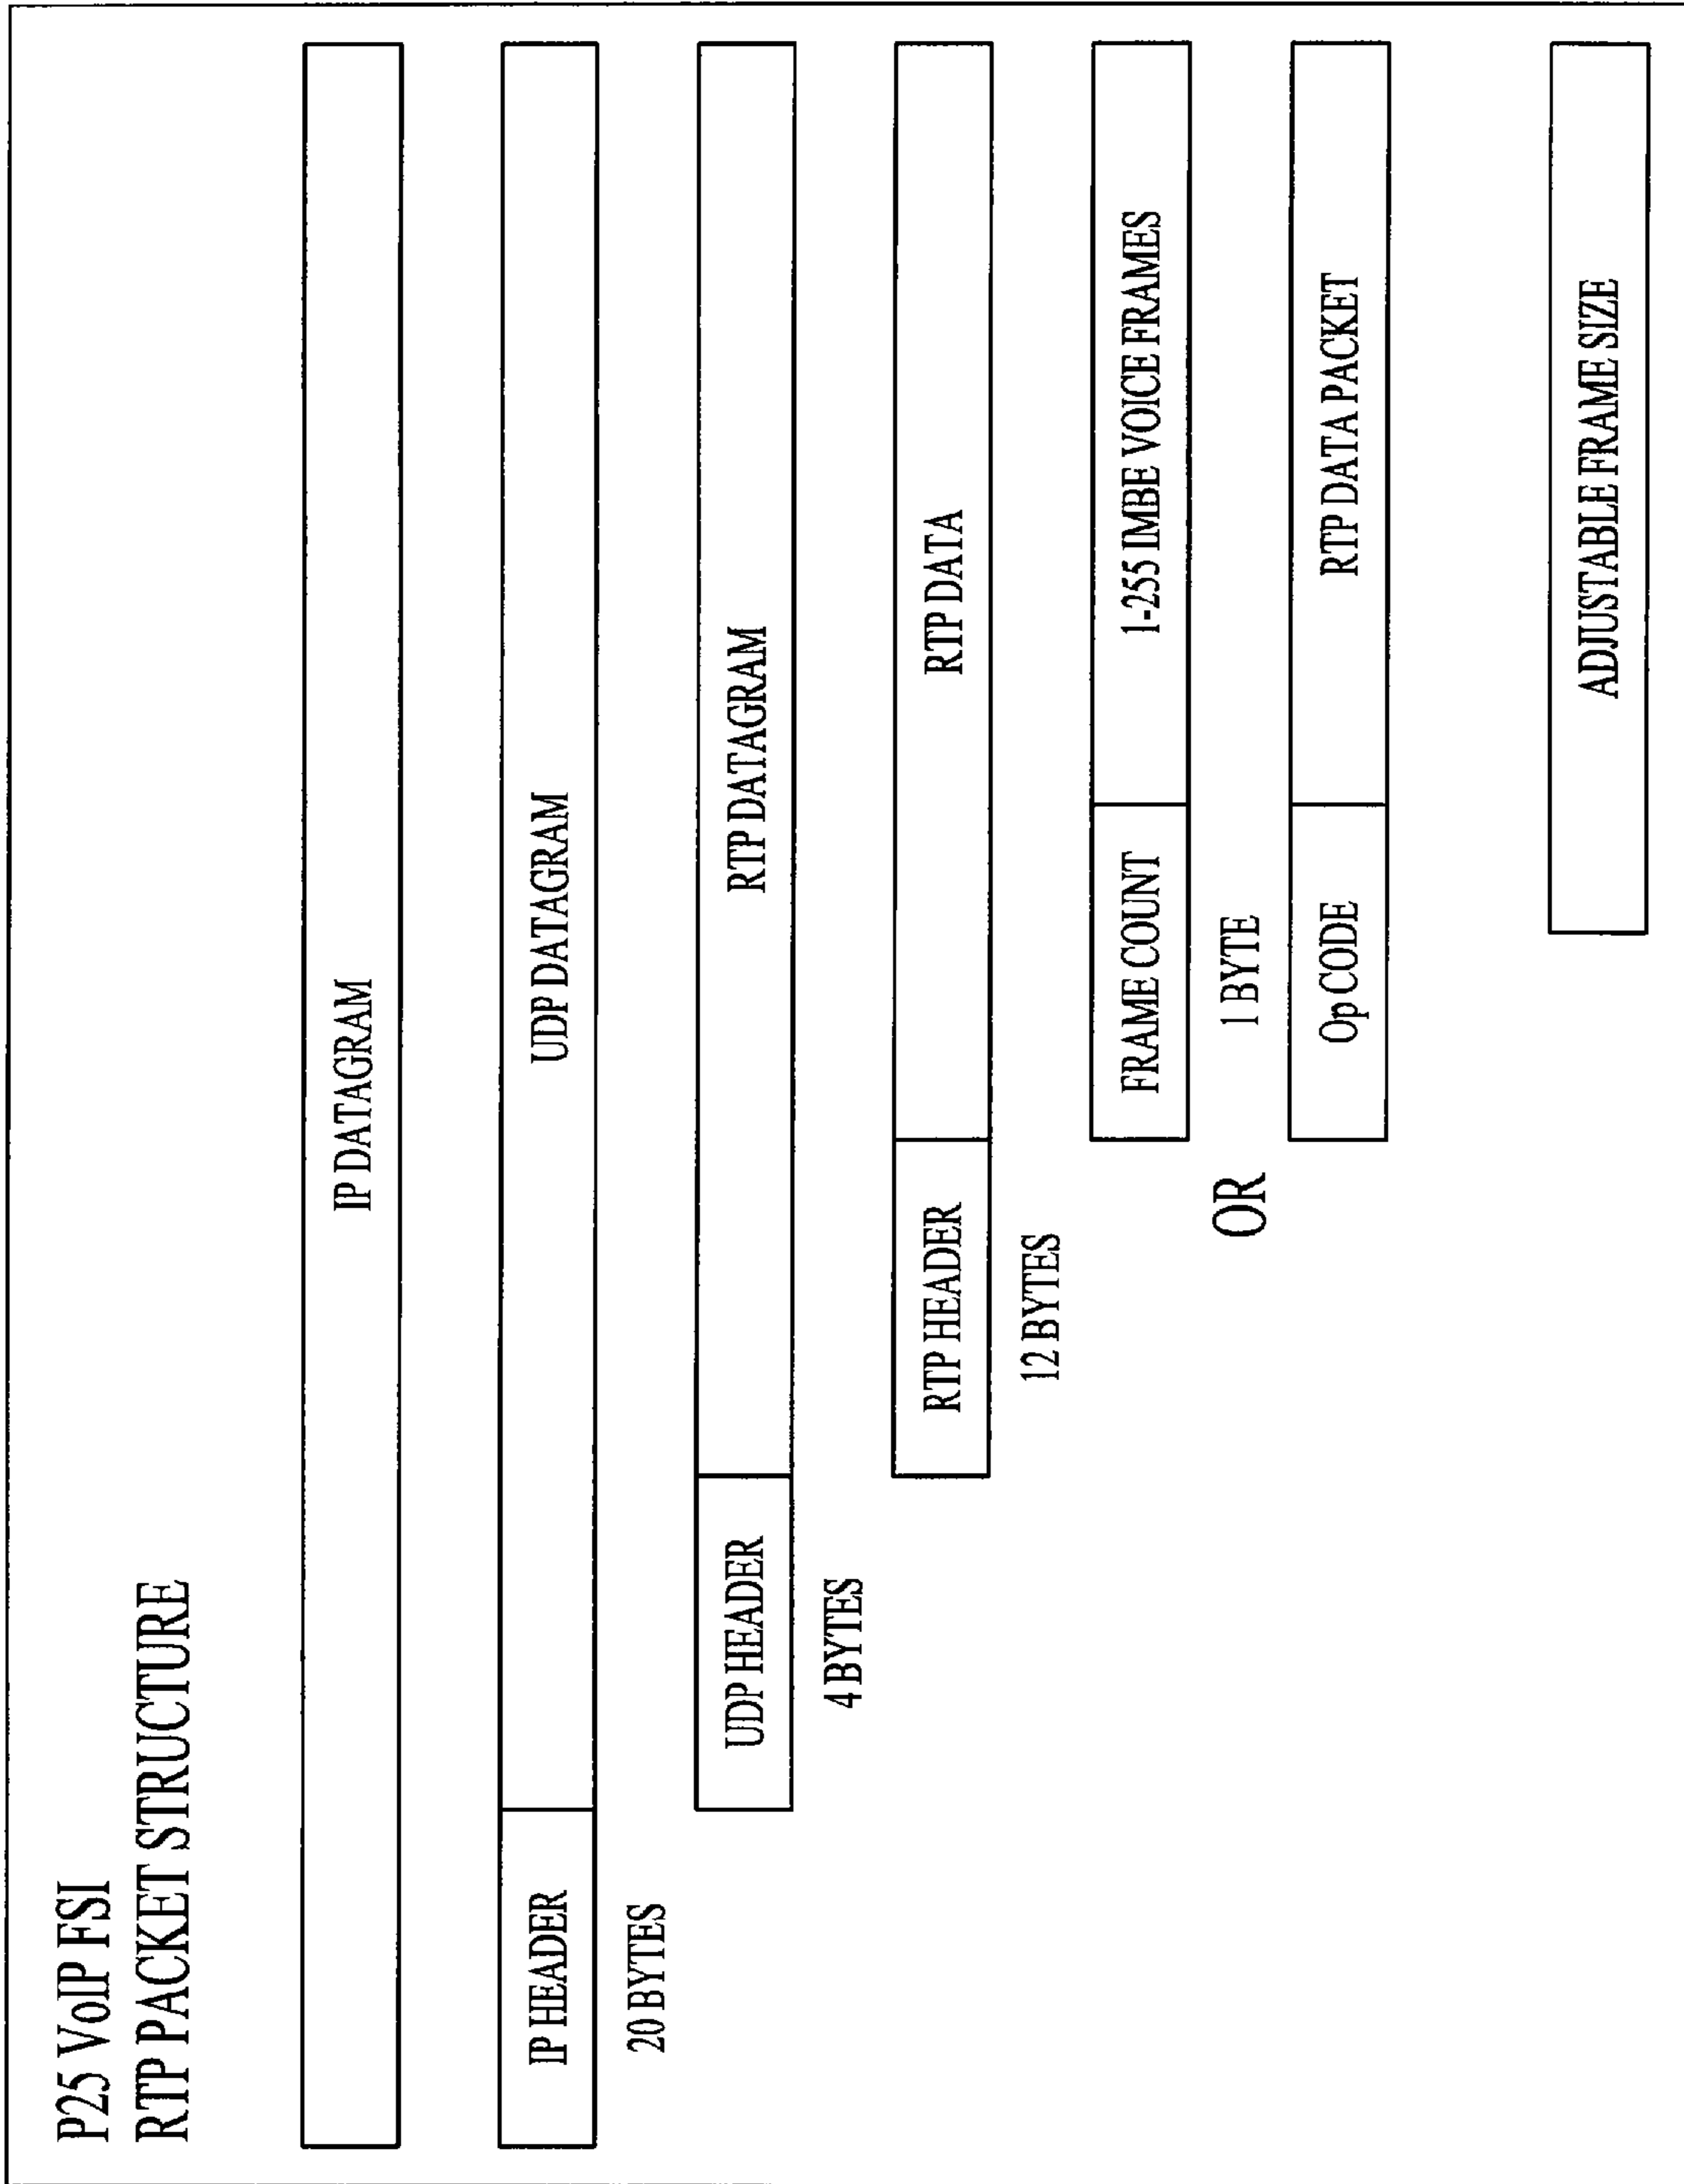 P25 VoIP FSI
RTP PACKET STRUCTURE
IP DATAGRAM
IP HEADER
UDP DATAGRAM
20 BYTES
UDP HEADER
RTP DATAGRAM
4 BYTES
RTP HEADER
RTP DATA
12 BYTES
FRAME COUNT
1-255 IMBE VOICE FRAMES
OR
1 BYTE
Op CODE
RTP DATA PACKET
ADJUSTABLE FRAME SIZE